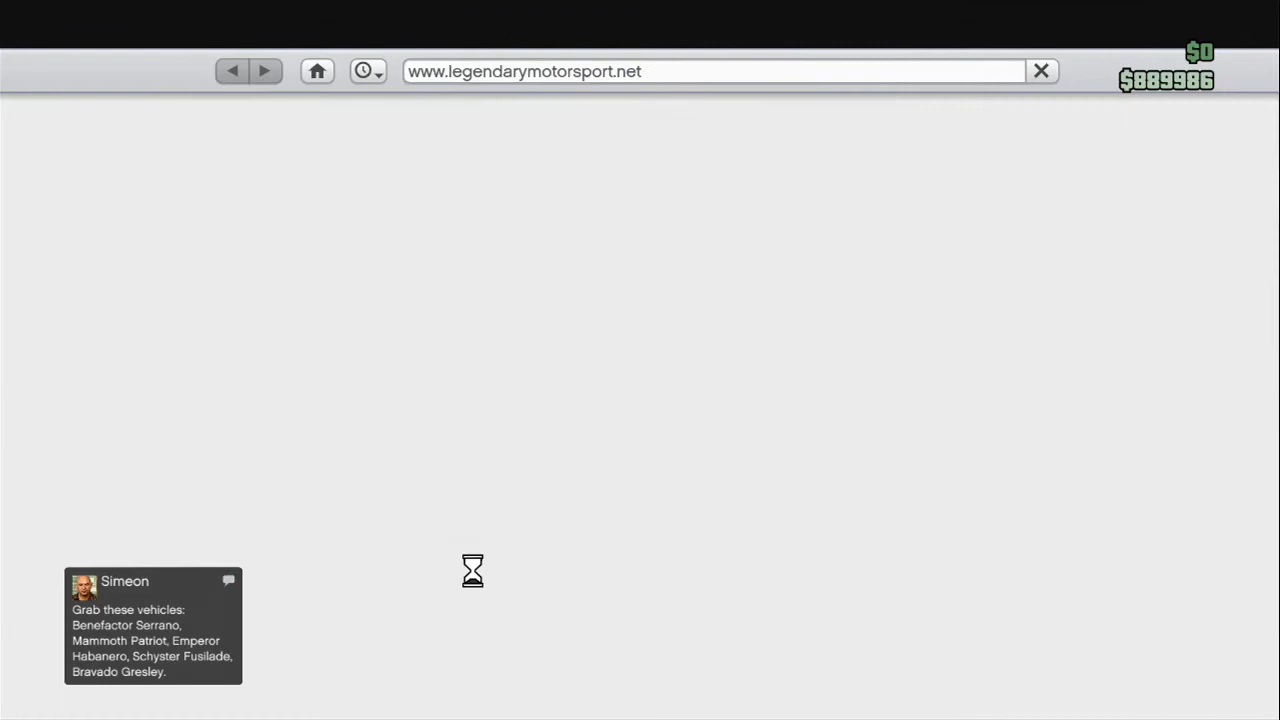 www.legendarymotorsport.net
$0
$889986
Simeon
Grab these vehicles:
Benefactor Serrano,
Mammoth Patriot, Emperor
Habanero, Schyster Fusilade,
Bravado Gresley.